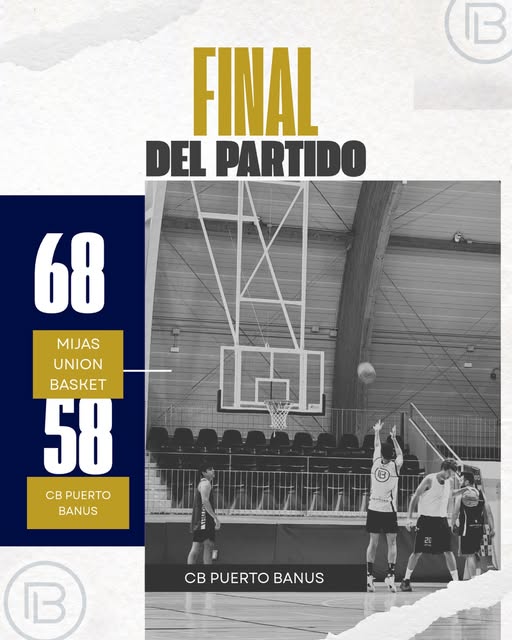 FINAL
DEL PARTIDO
68
MIJAS
UNION
BASKET
58
CB PUERTO
BANUS
CB PUERTO BANUS